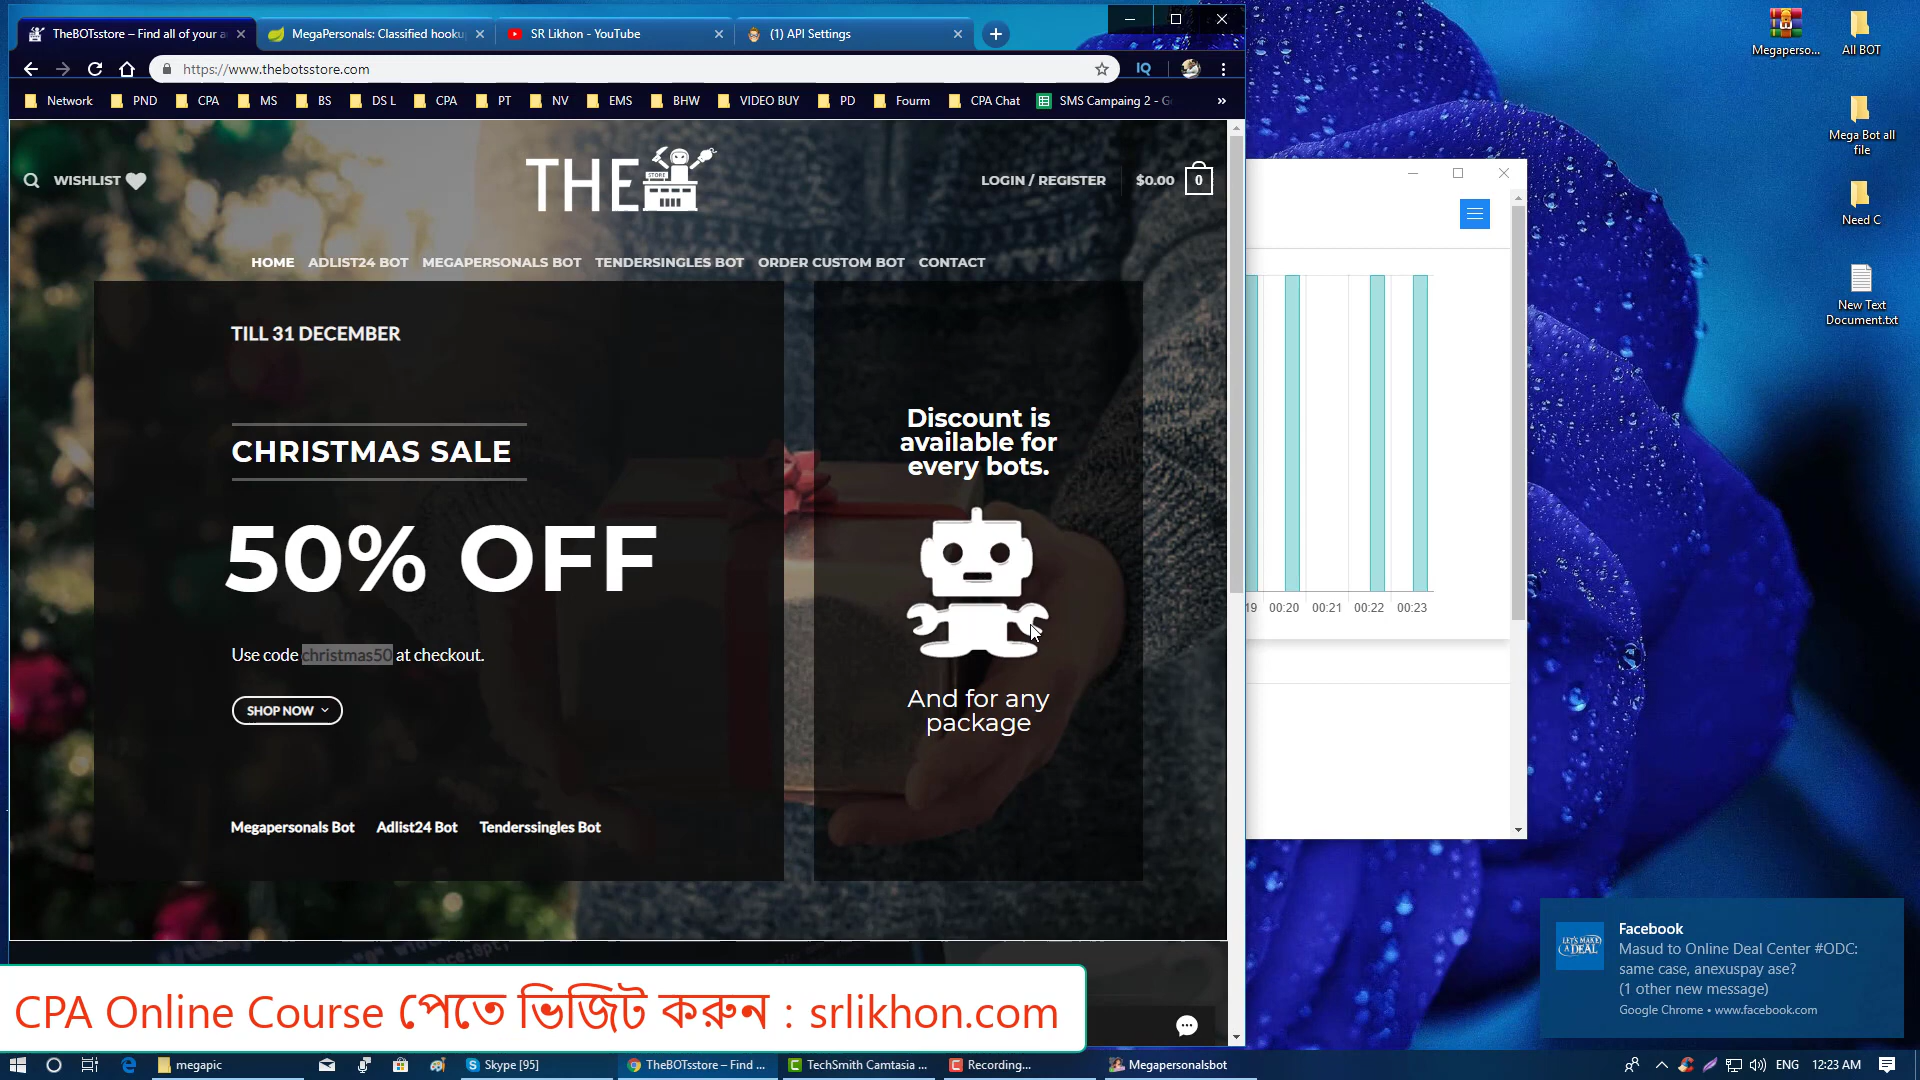 TheBOTsstore – Find all of your a
MegaPersonals: Classified hooku
SR Likhon - YouTube
(1) API Settings
https://www.thebotsstore.com
IQ
Network
PND
CPA
MS
BS
DS L
CPA
PT
NV
EMS
BHW
VIDEO BUY
PD
Fourm
CPA Chat
SMS Campaing 2 - G
»
WISHLIST
THE
STORE
LOGIN / REGISTER
$0.00
0
HOME
ADLIST24 BOT
MEGAPERSONALS BOT
TENDERSINGLES BOT
ORDER CUSTOM BOT
CONTACT
TILL 31 DECEMBER
CHRISTMAS SALE
50% OFF
Use code christmas50 at checkout.
SHOP NOW
Megapersonals Bot
Adlist24 Bot
Tenderssingles Bot
Discount is
available for
every bots.
And for any
package
19
00:20
00:21
00:22
00:23
Megaperso...
All BOT
Mega Bot all
file
Need C
New Text
Document.txt
LET'S MAKE
A DEAL
Facebook
Masud to Online Deal Center #ODC:
same case, anexuspay ase?
(1 other new message)
Google Chrome • www.facebook.com
CPA Online Course পেতে ভিজিট করুন : srlikhon.com
megapic
Skype [95]
TheBOTsstore – Find ...
TechSmith Camtasia ...
Recording...
Megapersonalsbot
ENG
12:23 AM